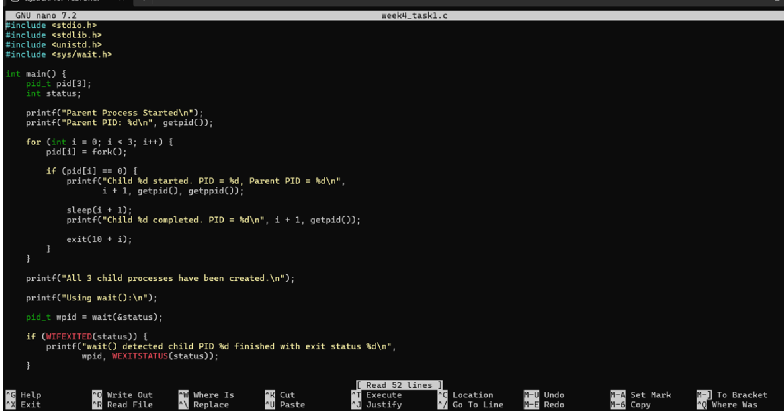 GNU nano 7.2 week4_task1.c
#include <stdio.h>
#include <stdlib.h>
#include <unistd.h>
#include <sys/wait.h>
int main() {
pid_t pid[3];
int status;
printf("Parent Process Started\n");
printf("Parent PID: %d\n", getpid());
for (int i = 0; i < 3; i++) {
pid[i] = fork();
if (pid[i] == 0) {
printf("Child %d started. PID = %d, Parent PID = %d\n",
i + 1, getpid(), getppid());
sleep(i + 1);
printf("Child %d completed. PID = %d\n", i + 1, getpid());
exit(10 + i);
}
}
printf("All 3 child processes have been created.\n");
printf("Using wait():\n");
pid_t wpid = wait(&status);
if (WIFEXITED(status)) {
printf("wait() detected child PID %d finished with exit status %d\n",
wpid, WEXITSTATUS(status));
}
[ Read 52 lines ]
^G Help ^O Write Out ^W Where Is ^K Cut ^T Execute ^C Location M-U Undo M-A Set Mark M-] To Bracket
^X Exit ^R Read File ^\ Replace ^U Paste ^J Justify ^/ Go To Line M-E Redo M-6 Copy ^Q Where Was